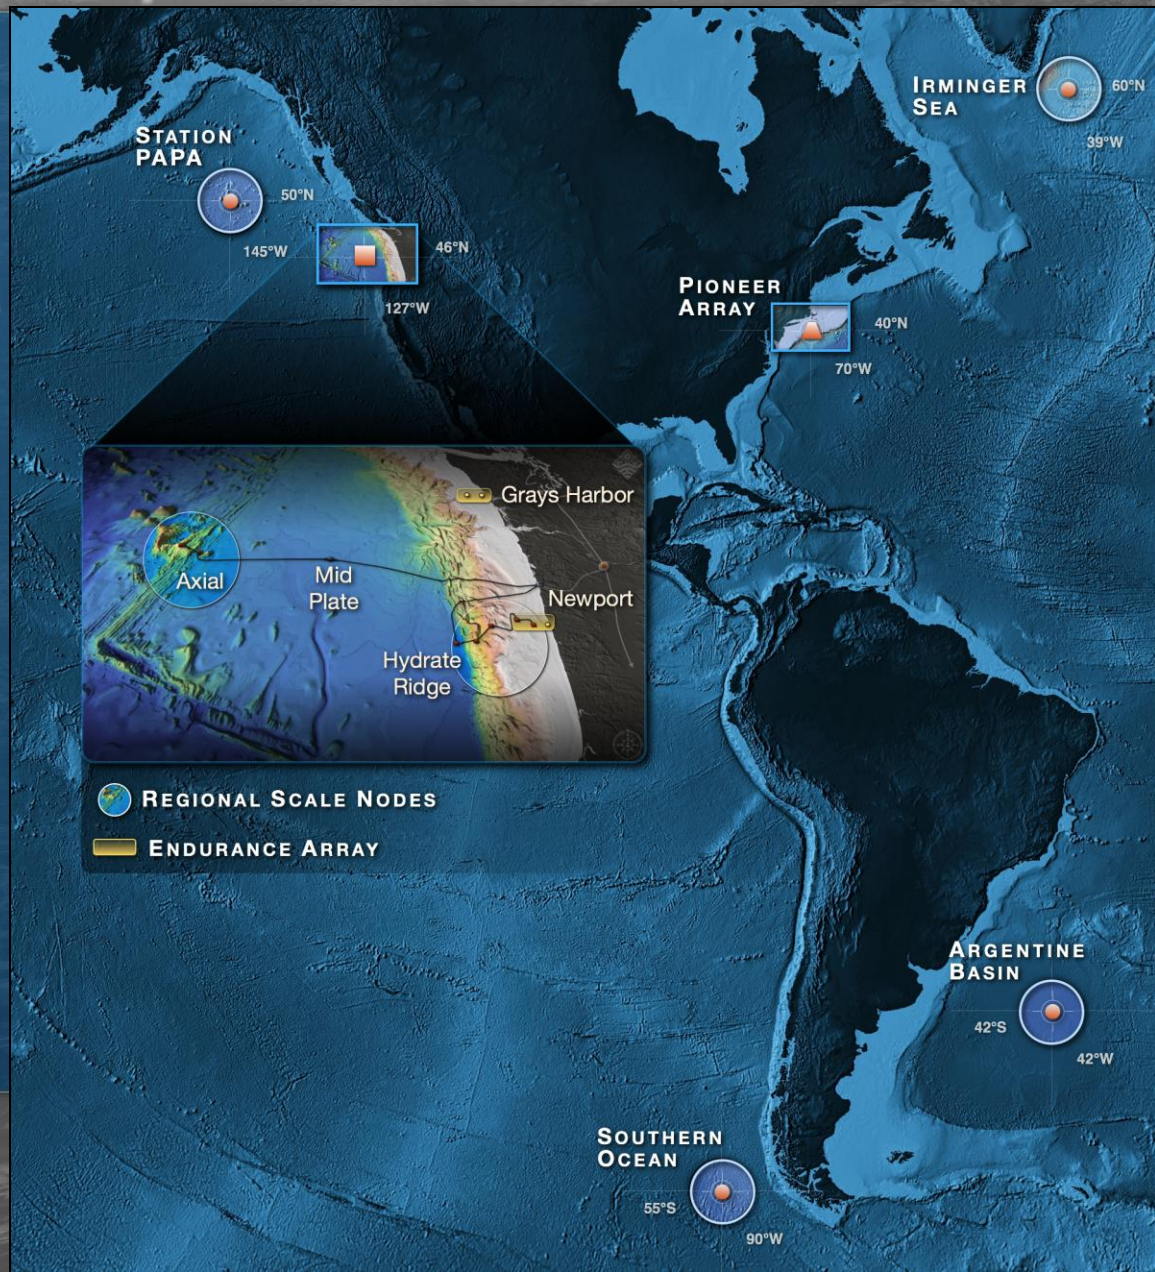 IRMINGER
SEA
60°N
39°W
STATION
PAPA
50°N
145°W
46°N
127°W
PIONEER
ARRAY
40°N
70°W
Grays Harbor
Axial
Mid
Plate
Newport
Hydrate
Ridge
REGIONAL SCALE NODES
ENDURANCE ARRAY
ARGENTINE
BASIN
42°S
42°W
SOUTHERN
OCEAN
55°S
90°W